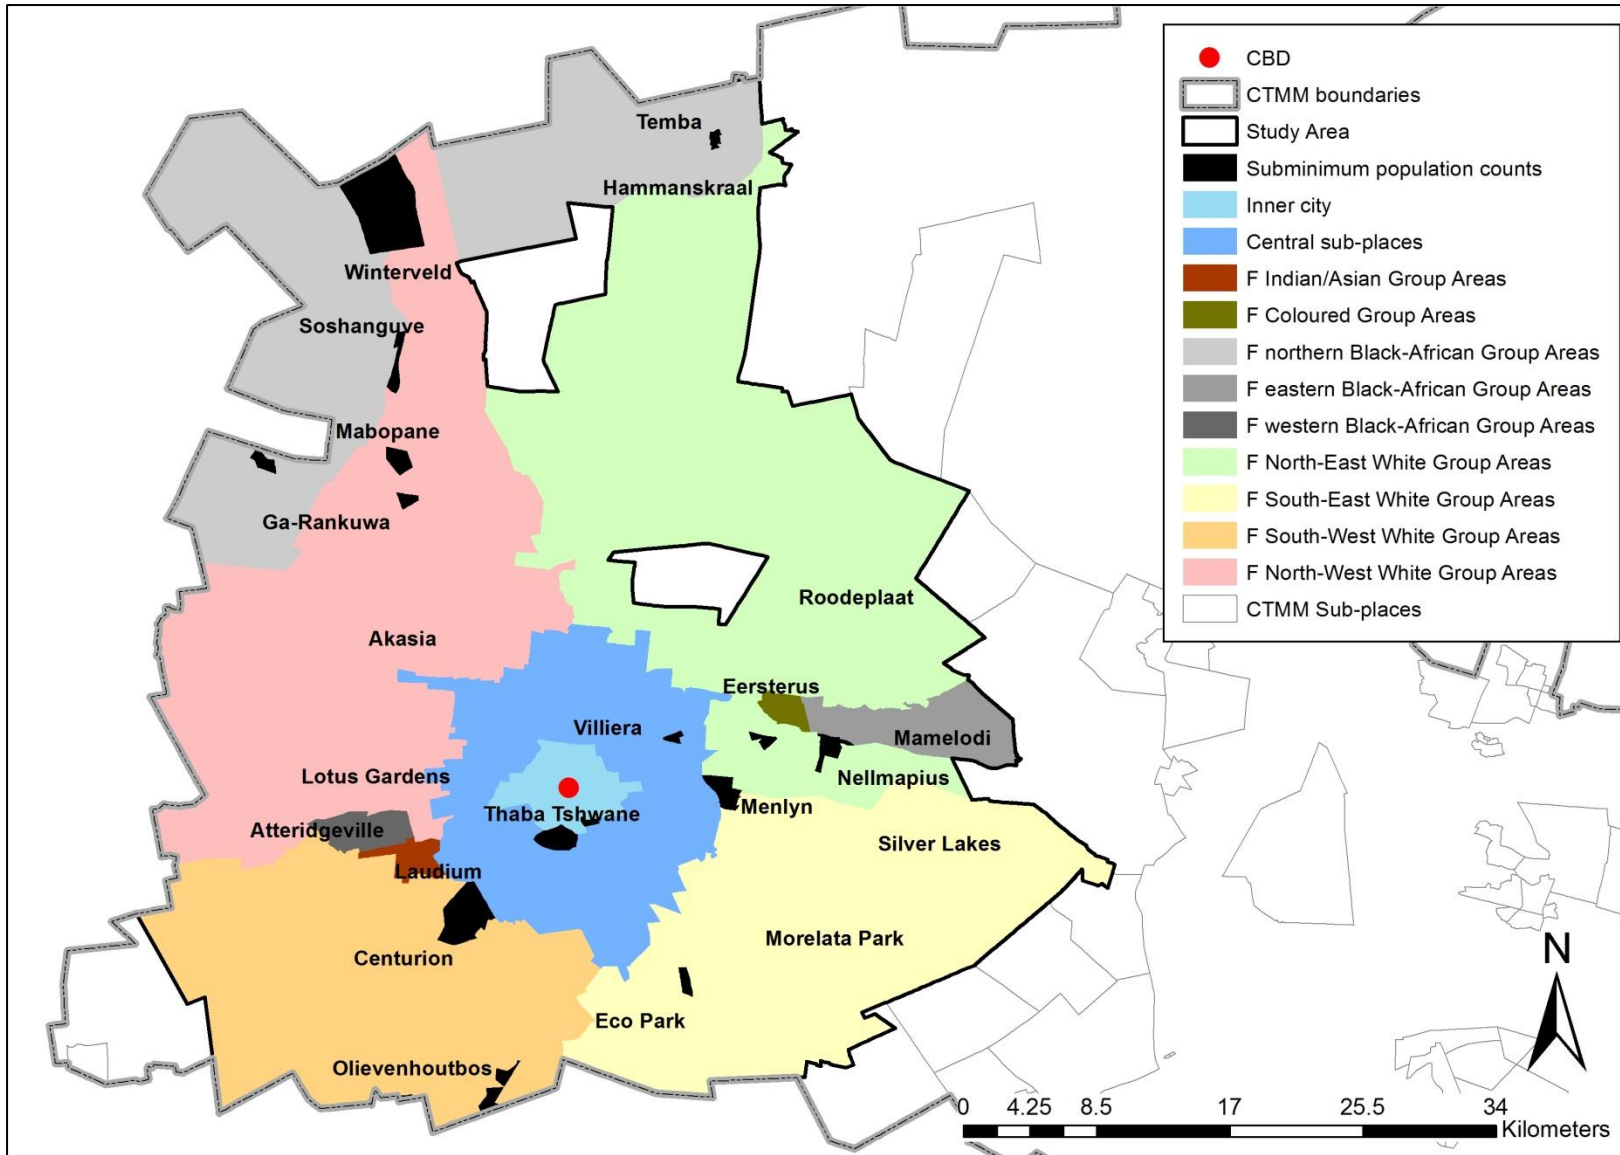 CBD
CTMM boundaries
Study Area
Subminimum population counts
Inner city
Central sub-places
F Indian/Asian Group Areas
F Coloured Group Areas
F northern Black-African Group Areas
F eastern Black-African Group Areas
F western Black-African Group Areas
F North-East White Group Areas
F South-East White Group Areas
F South-West White Group Areas
F North-West White Group Areas
CTMM Sub-places
Temba
Hammanskraal
Winterveld
Soshanguve
Mabopane
Ga-Rankuwa
Roodeplaat
Akasia
Eersterus
Villiera
Mamelodi
Lotus Gardens
Nellmapius
Menlyn
Thaba Tshwane
Atteridgeville
Silver Lakes
Laudium
Morelata Park
Centurion
Eco Park
Olievenhoutbos
N
0 4.25 8.5 17 25.5 34
Kilometers